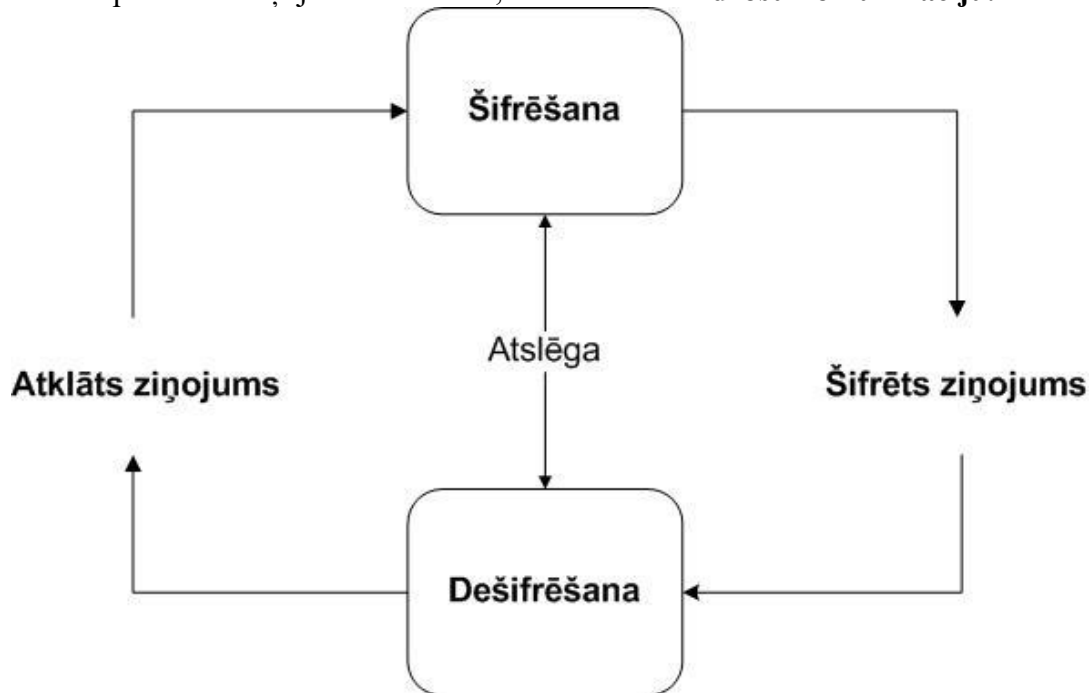 Šifrēšana
Atslēga
Atklāts ziņojums
Šifrēts ziņojums
Dešifrēšana